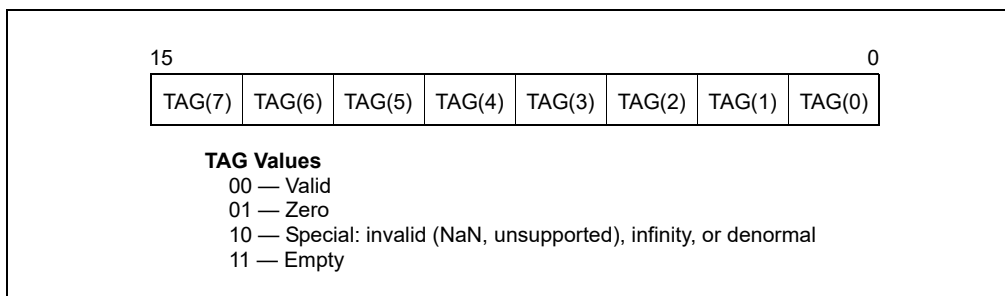 15 0
TAG(7) TAG(6) TAG(5) TAG(4) TAG(3) TAG(2) TAG(1) TAG(0)
TAG Values
00 — Valid
01 — Zero
10 — Special: invalid (NaN, unsupported), infinity, or denormal
11 — Empty